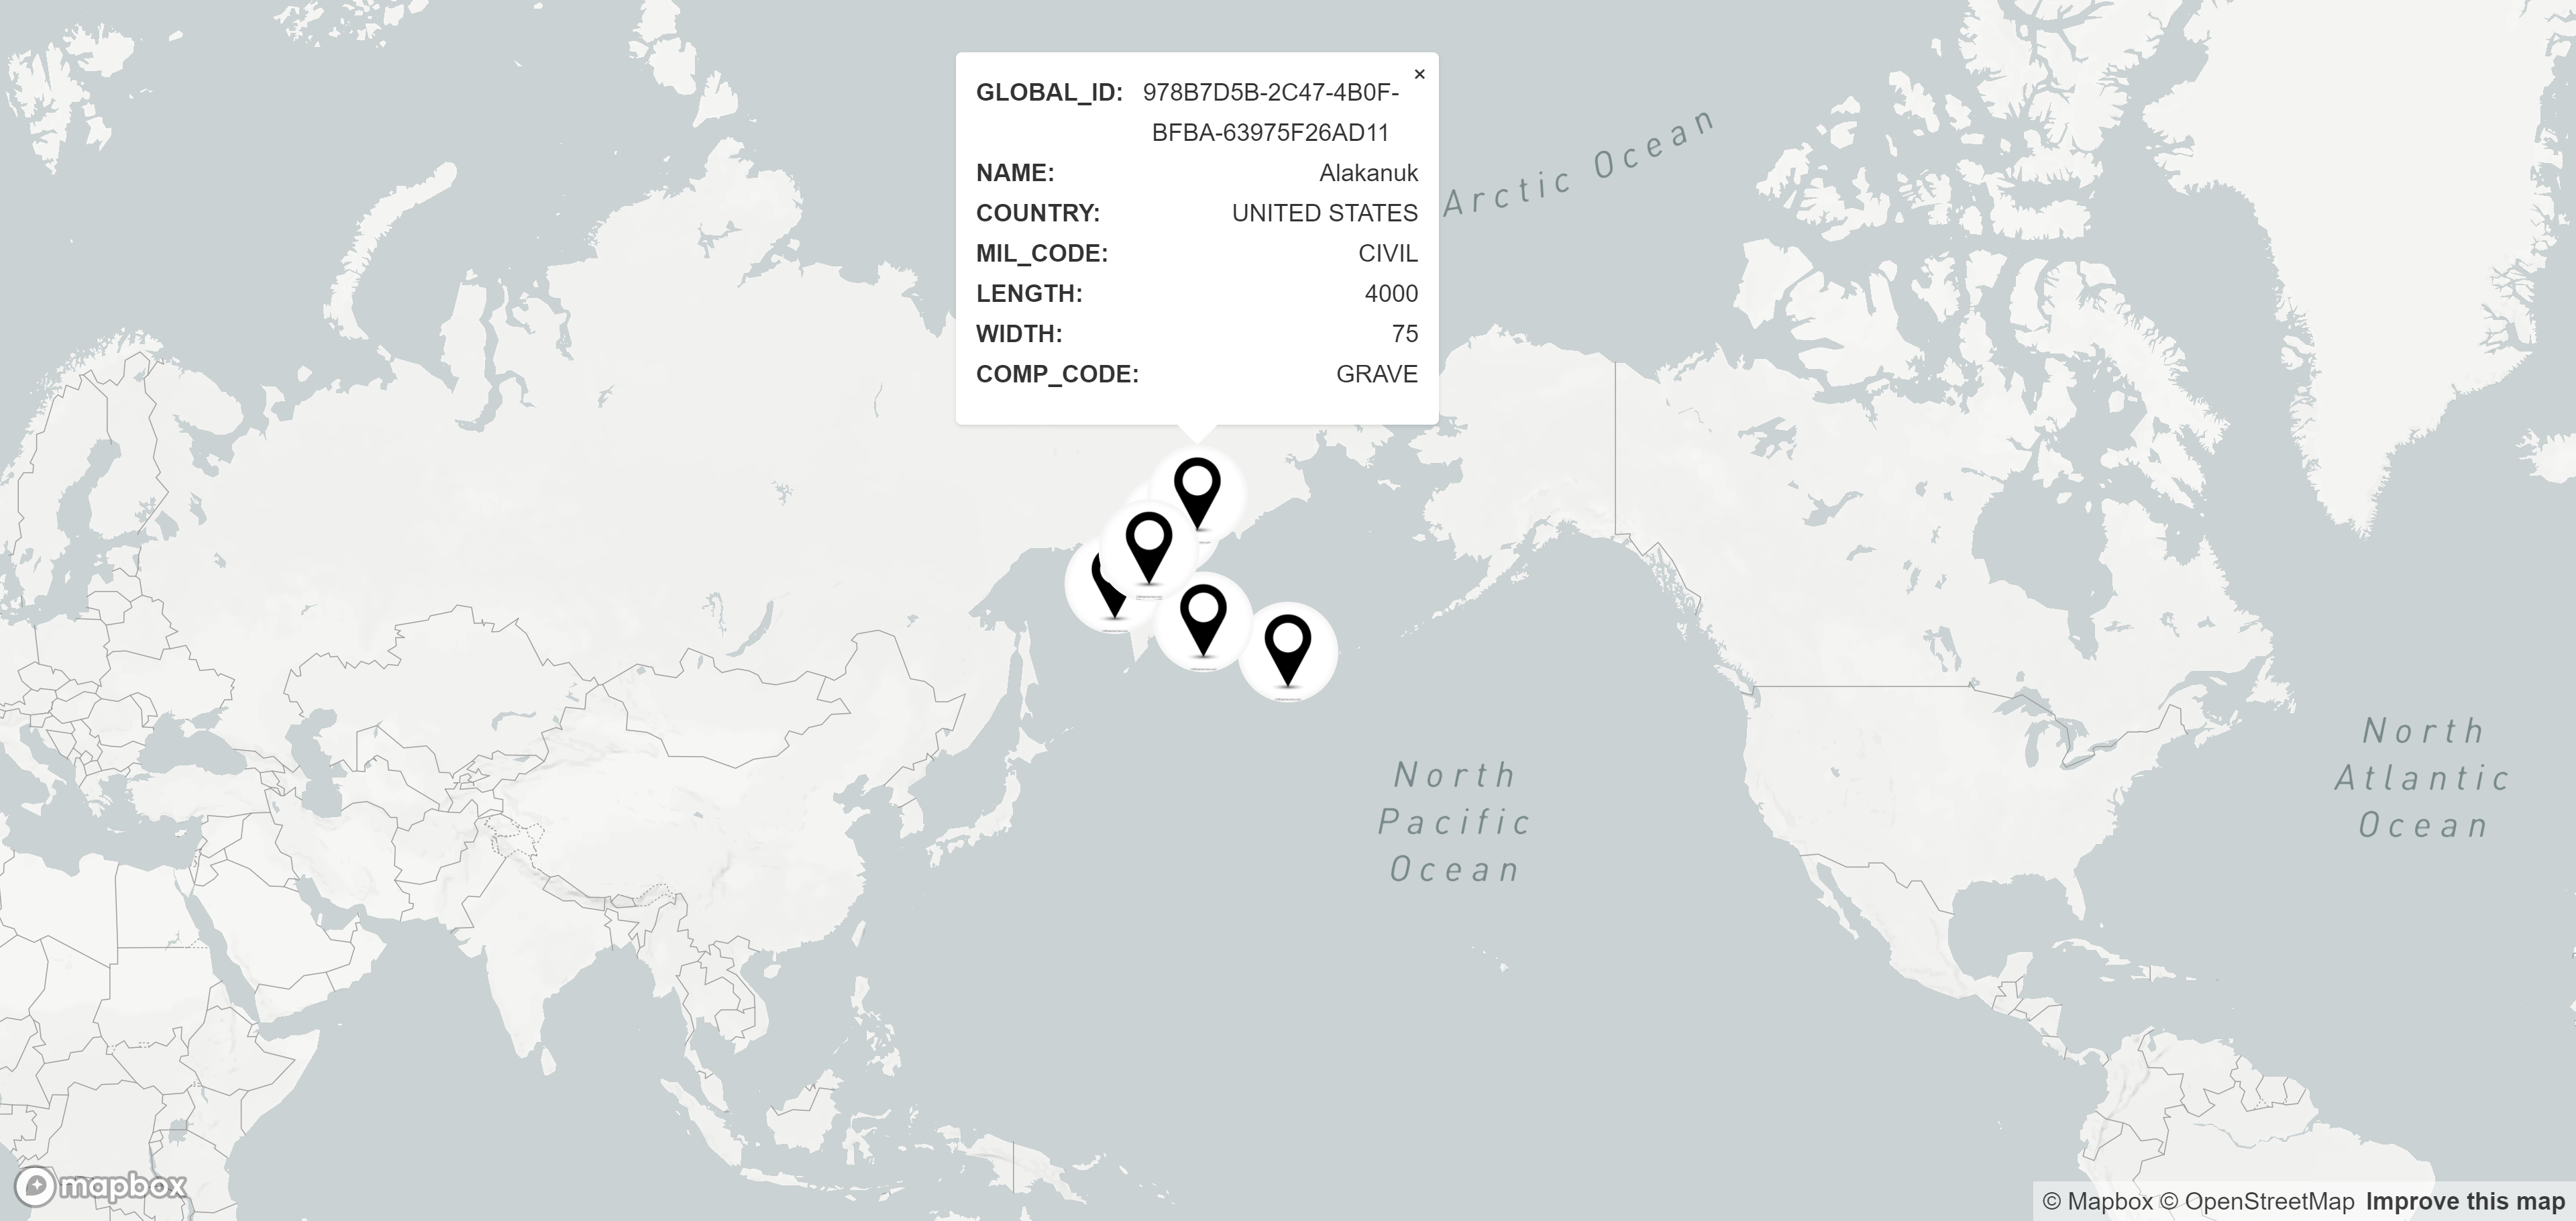 GLOBAL_ID: 978B7D5B-2C47-4B0F-
BFBA-63975F26AD11
NAME: Alakanuk
COUNTRY: UNITED STATES
MIL_CODE: CIVIL
LENGTH: 4000
WIDTH: 75
COMP_CODE: GRAVE
×
Arctic Ocean
North
Pacific
Ocean
North
Atlantic
Ocean
mapbox
© Mapbox © OpenStreetMap Improve this map